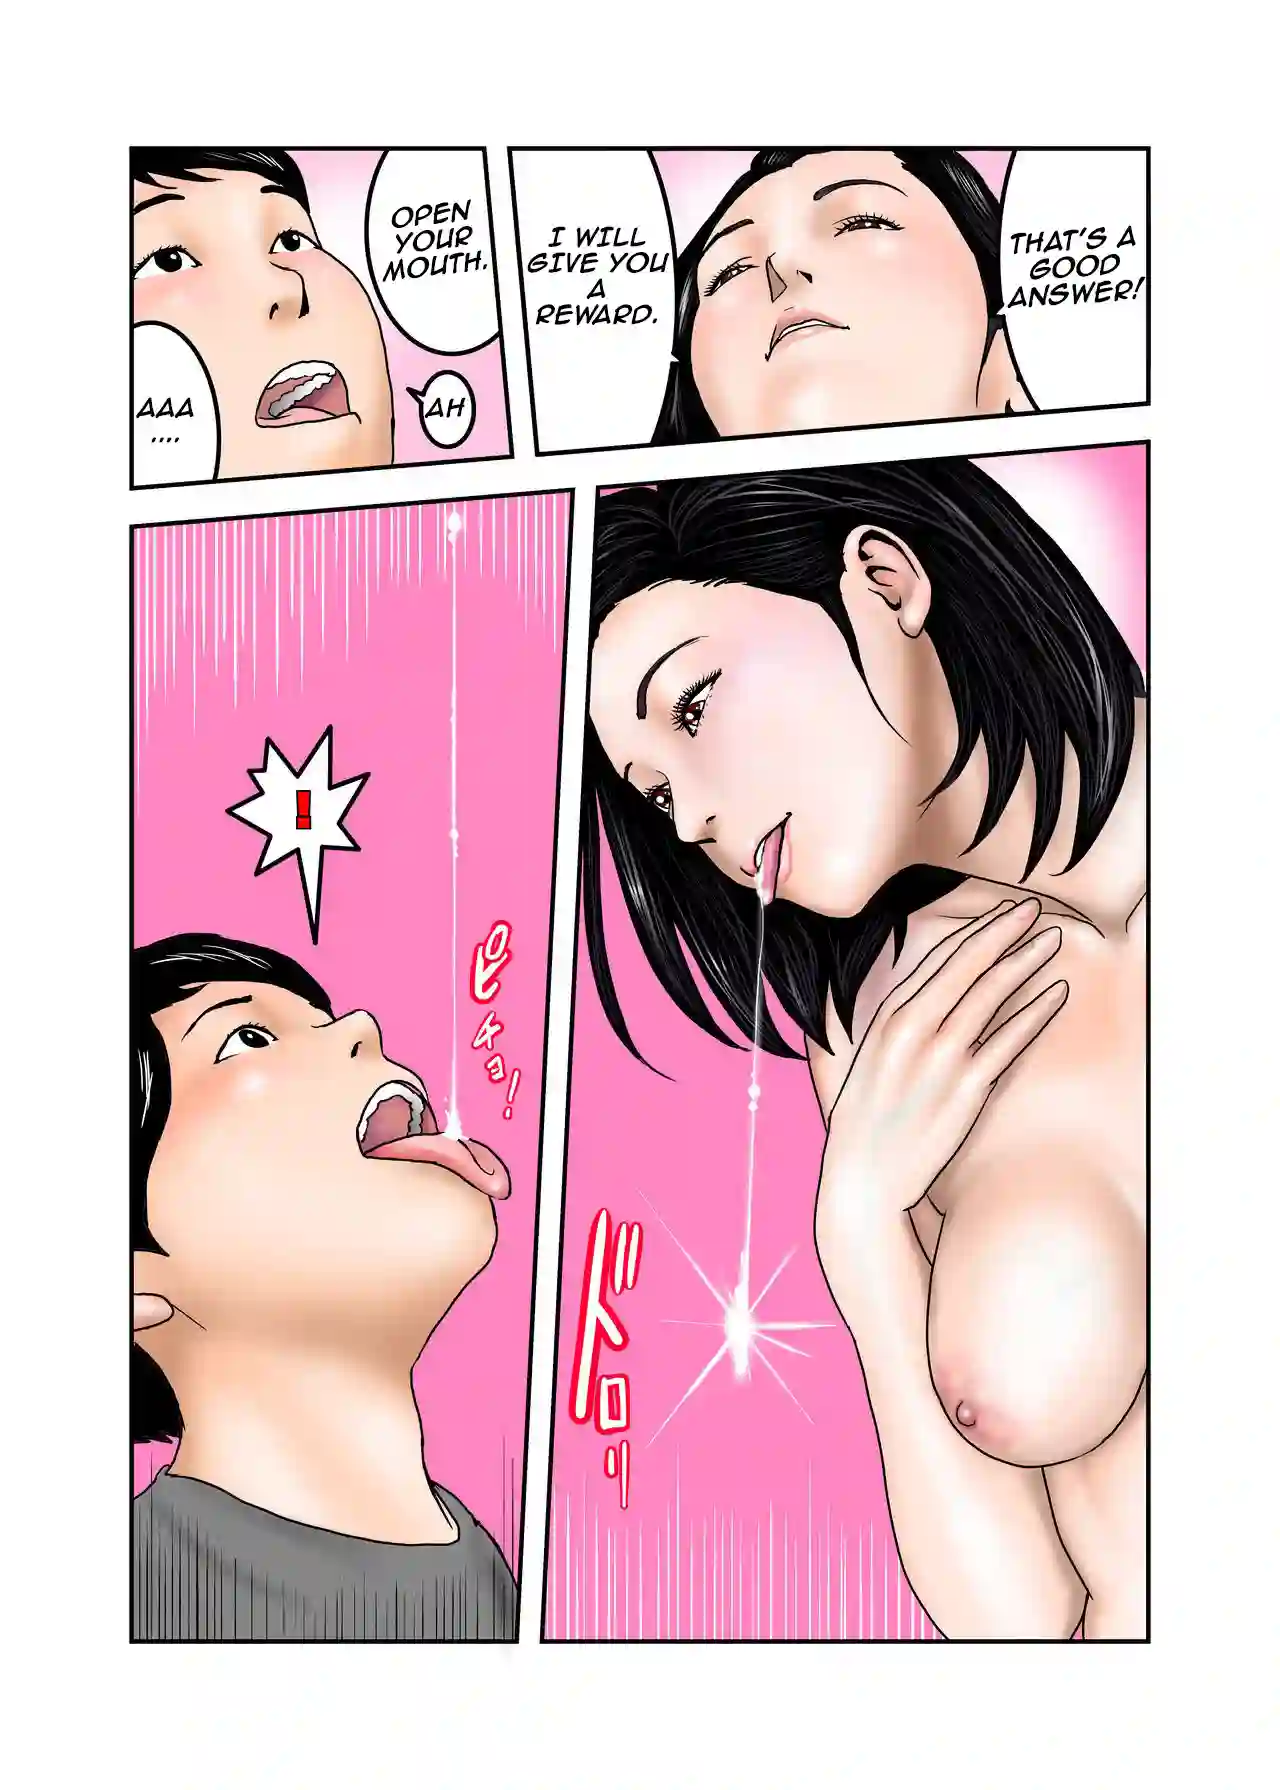 THAT'S A
GOOD
ANSWER!
I WILL
GIVE YOU
A
REWARD.
OPEN
YOUR
MOUTH.
AH
AAA
....
ドロリ
!
ピチョ!